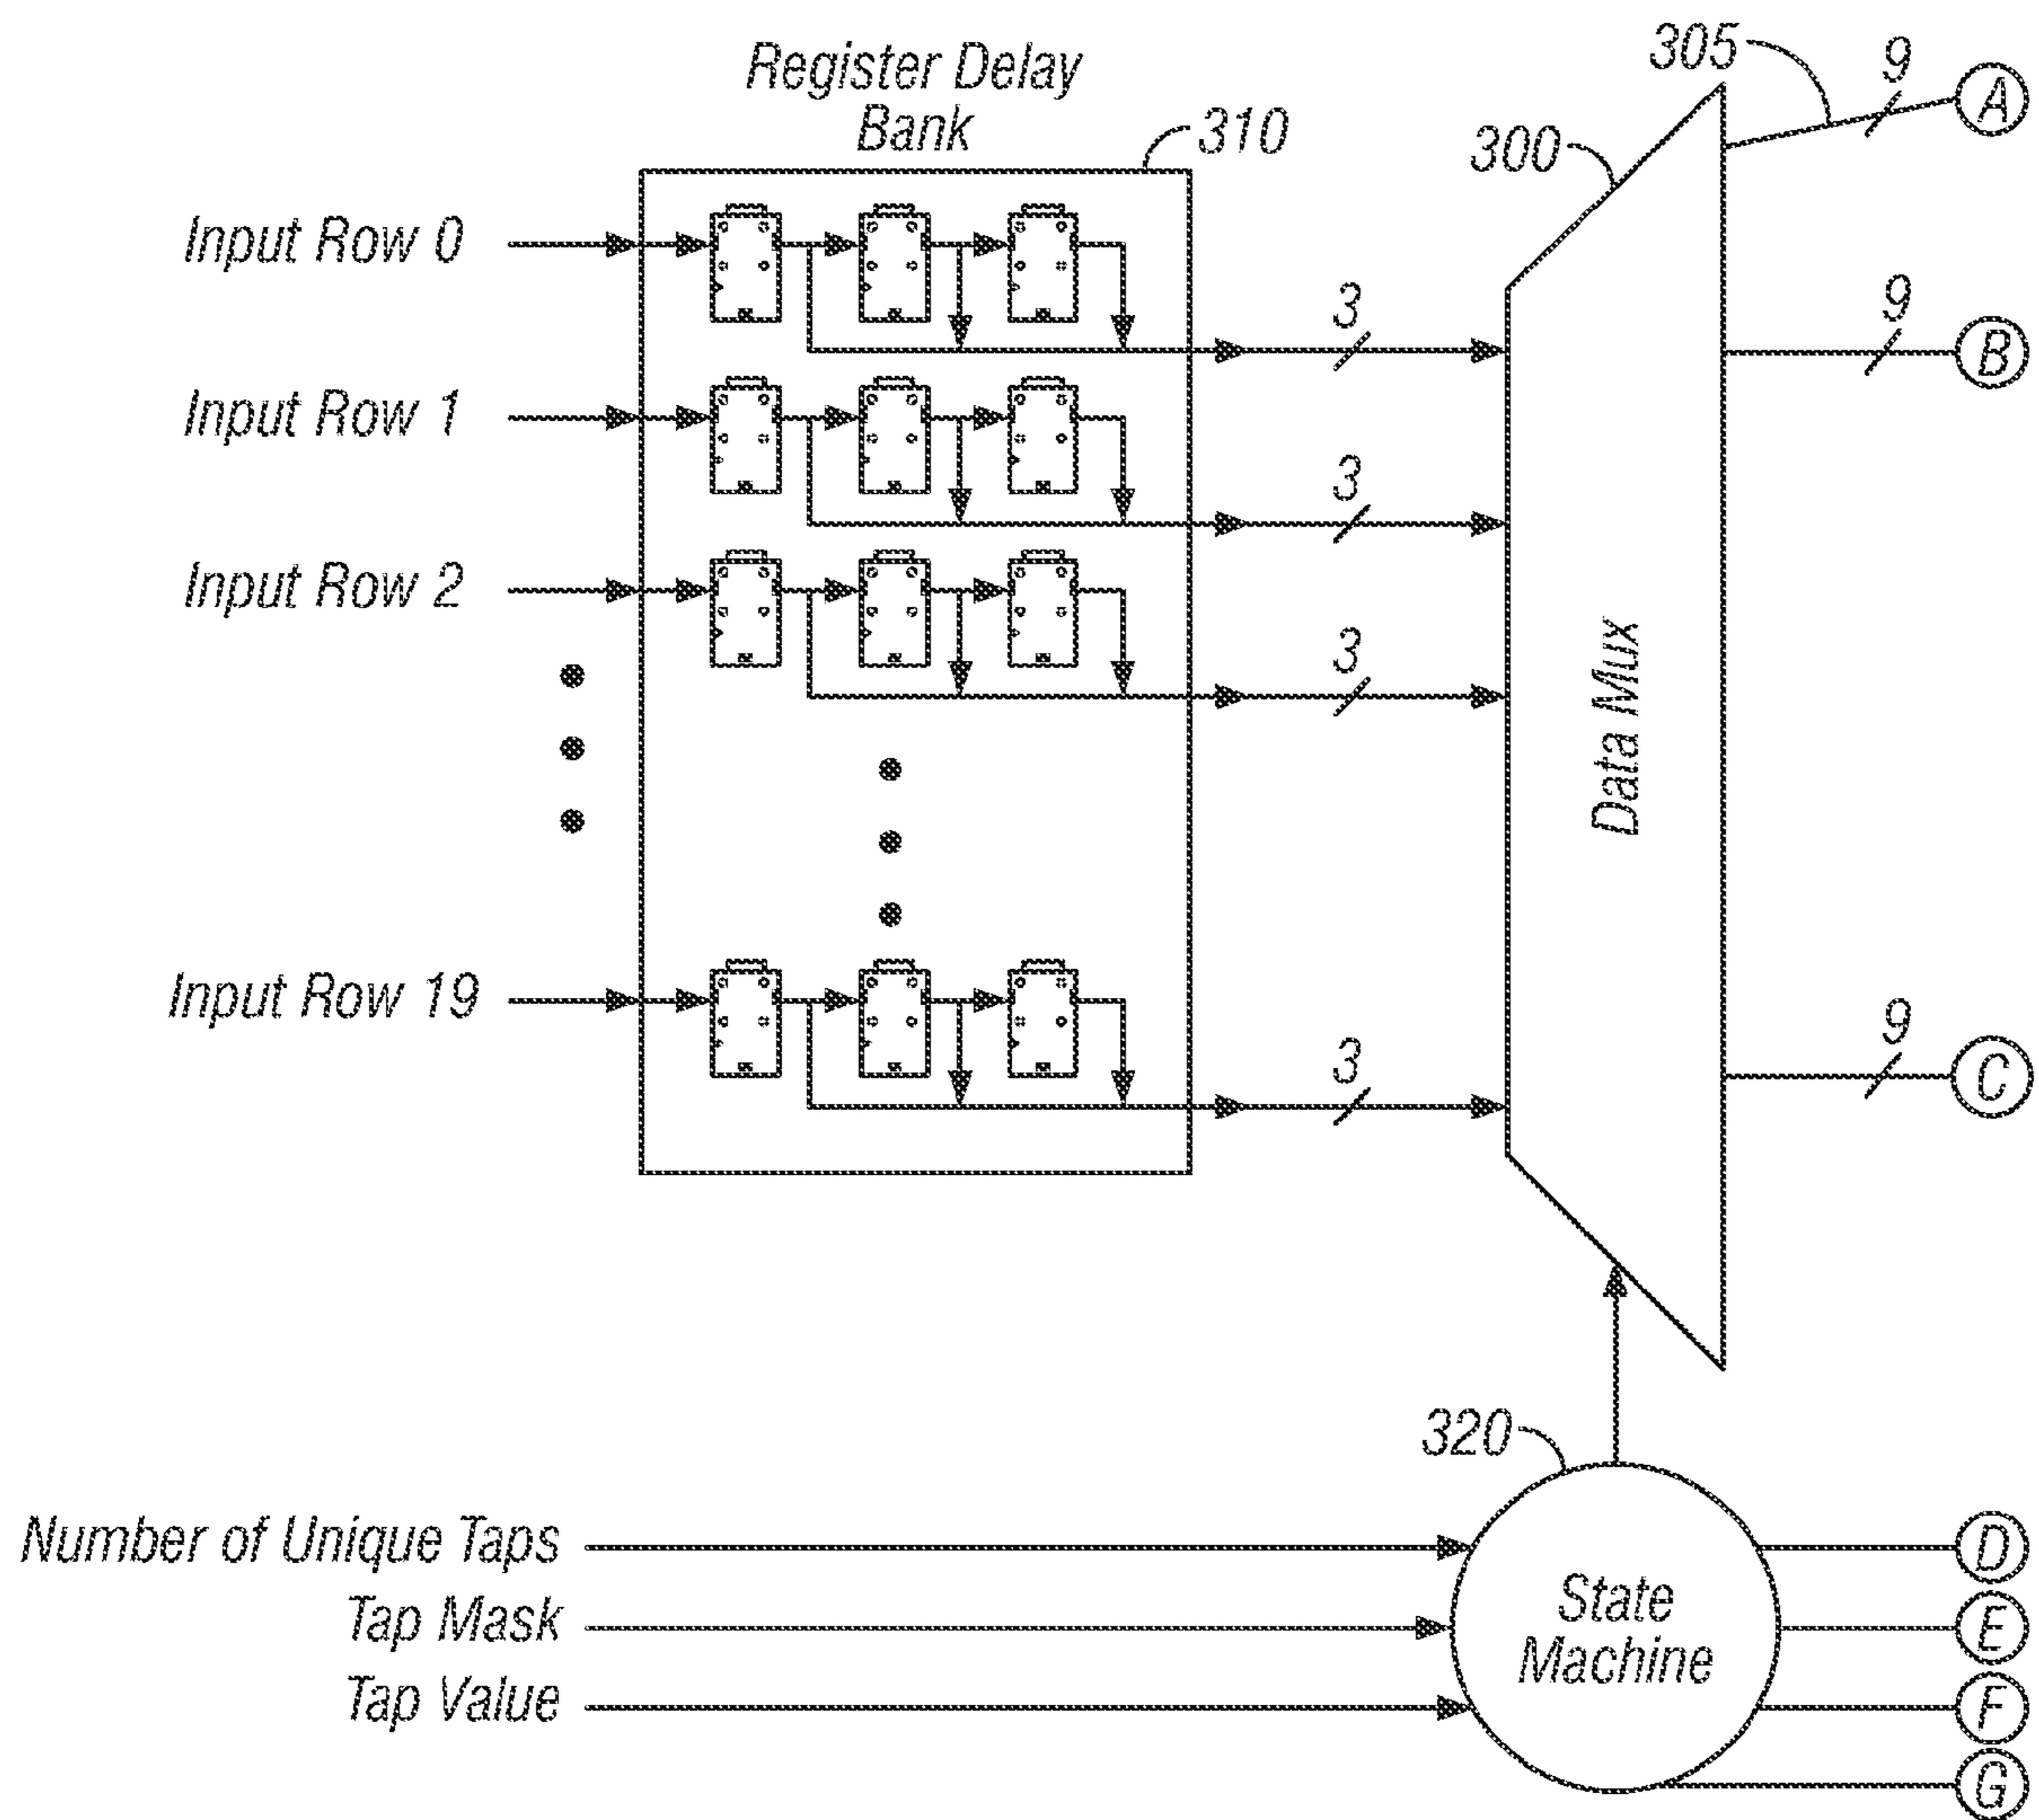 Register Delay
Bank
310
305
9
A
300
Input Row 0
3
9
B
Input Row 1
3
Input Row 2
3
Data Mux
Input Row 19
3
9
C
320
Number of Unique Taps
Tap Mask
Tap Value
State
Machine
D
E
F
G